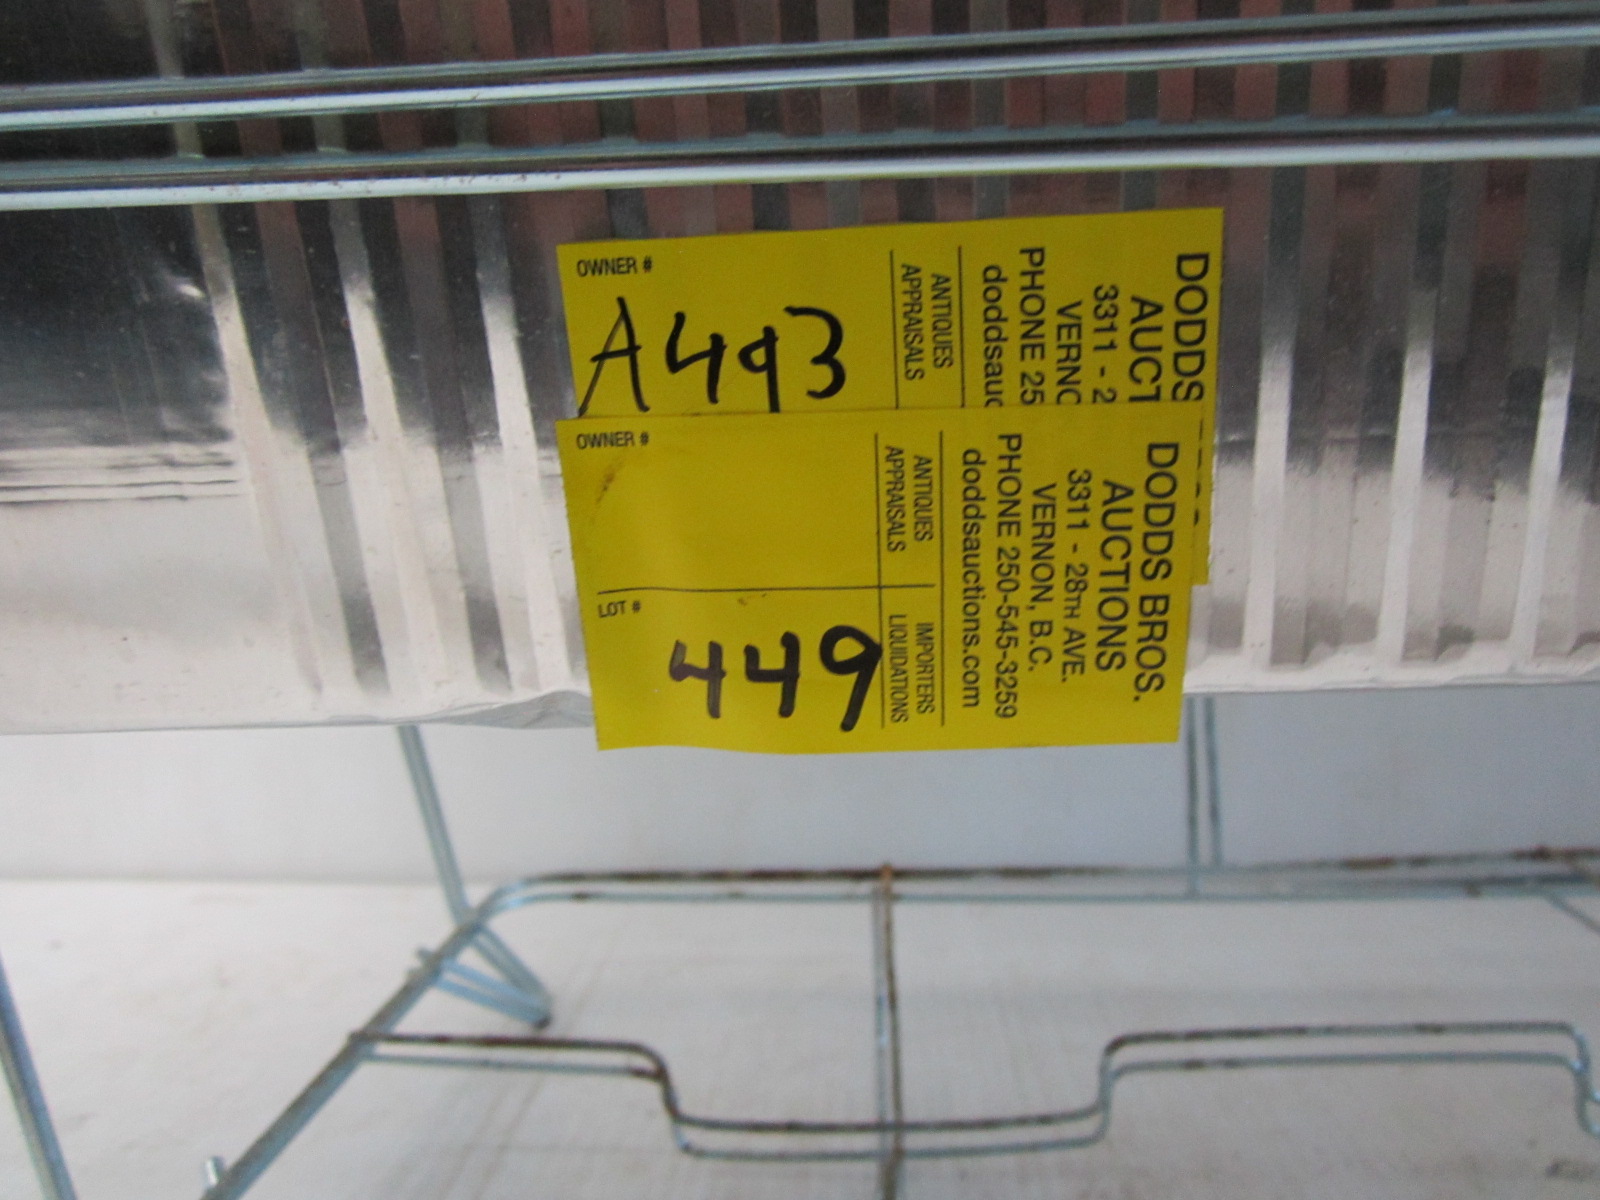 OWNER #
A493
ANTIQUES
APPRAISALS
DODDS
AUCT
3311 - 2
VERNO
PHONE 25
doddsauc
OWNER #
LOT #
449
ANTIQUES IMPORTERS
APPRAISALS LIQUIDATIONS
DODDS BROS.
AUCTIONS
3311 - 28TH AVE.
VERNON, B.C.
PHONE 250-545-3259
doddsauctions.com